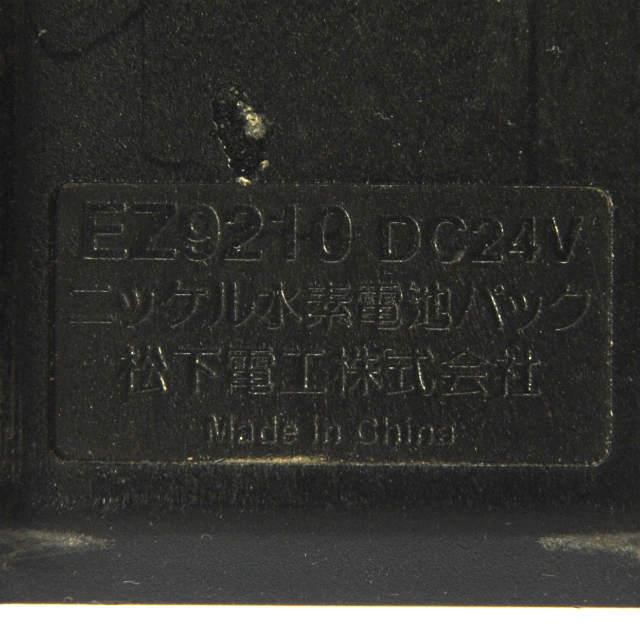 EZ9210 DC24V
ニッケル水素電池パック
松下電工株式会社
Made in China